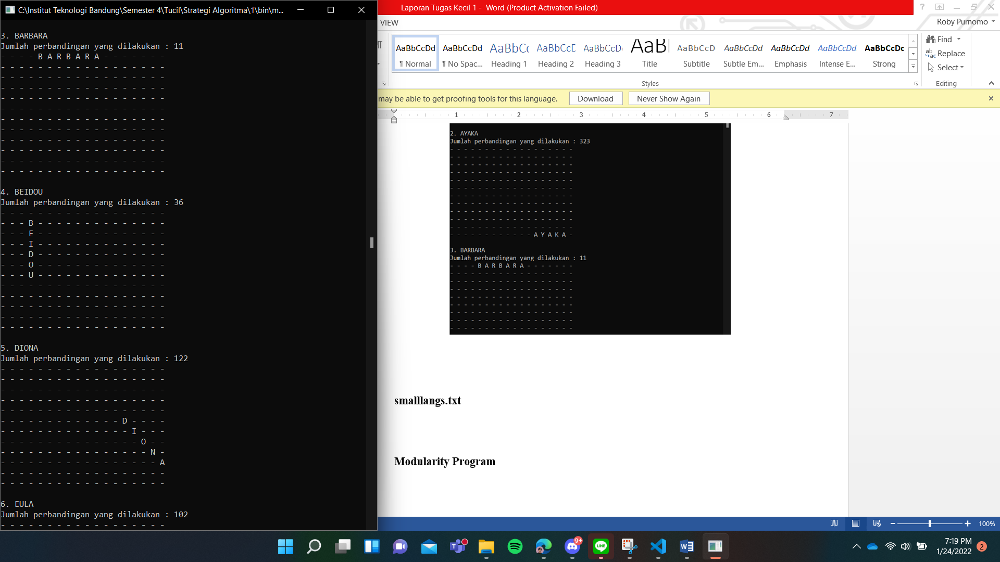 C:\Institut Teknologi Bandung\Semester 4\Tucil\Strategi Algoritma\1\bin\m...
3. BARBARA
Jumlah perbandingan yang dilakukan : 11
- - - - B A R B A R A - - - - - - -
- - - - - - - - - - - - - - - - - -
- - - - - - - - - - - - - - - - - -
- - - - - - - - - - - - - - - - - -
- - - - - - - - - - - - - - - - - -
- - - - - - - - - - - - - - - - - -
- - - - - - - - - - - - - - - - - -
- - - - - - - - - - - - - - - - - -
- - - - - - - - - - - - - - - - - -
- - - - - - - - - - - - - - - - - -
- - - - - - - - - - - - - - - - - -
- - - - - - - - - - - - - - - - - -
4. BEIDOU
Jumlah perbandingan yang dilakukan : 36
- - - - - - - - - - - - - - - - - -
- - - B - - - - - - - - - - - - - -
- - - E - - - - - - - - - - - - - -
- - - I - - - - - - - - - - - - - -
- - - D - - - - - - - - - - - - - -
- - - O - - - - - - - - - - - - - -
- - - U - - - - - - - - - - - - - -
- - - - - - - - - - - - - - - - - -
- - - - - - - - - - - - - - - - - -
- - - - - - - - - - - - - - - - - -
- - - - - - - - - - - - - - - - - -
- - - - - - - - - - - - - - - - - -
5. DIONA
Jumlah perbandingan yang dilakukan : 122
- - - - - - - - - - - - - - - - - -
- - - - - - - - - - - - - - - - - -
- - - - - - - - - - - - - - - - - -
- - - - - - - - - - - - - - - - - -
- - - - - - - - - - - - - - - - - -
- - - - - - - - - - - - - D - - - -
- - - - - - - - - - - - - - I - - -
- - - - - - - - - - - - - - - O - -
- - - - - - - - - - - - - - - - N -
- - - - - - - - - - - - - - - - - A
- - - - - - - - - - - - - - - - - -
- - - - - - - - - - - - - - - - - -
6. EULA
Jumlah perbandingan yang dilakukan : 102
- - - - - - - - - - - - - - - - - -
Laporan Tugas Kecil 1 - Word (Product Activation Failed)
VIEW
Roby Purnomo
AaBbCcDd AaBbCcDd AaBbCc AaBbCcD AaBbCcD AaB AaBbCcD AaBbCcDd AaBbCcDd AaBbCcDd AaBbCcDc
¶ Normal ¶ No Spac... Heading 1 Heading 2 Heading 3 Title Subtitle Subtle Em... Emphasis Intense E... Strong
Styles
Find
Replace
Select
Editing
may be able to get proofing tools for this language. Download Never Show Again
1 2 3 4 5 6 7
2. AYAKA
Jumlah perbandingan yang dilakukan : 323
- - - - - - - - - - - - - - - - - -
- - - - - - - - - - - - - - - - - -
- - - - - - - - - - - - - - - - - -
- - - - - - - - - - - - - - - - - -
- - - - - - - - - - - - - - - - - -
- - - - - - - - - - - - - - - - - -
- - - - - - - - - - - - - - - - - -
- - - - - - - - - - - - - - - - - -
- - - - - - - - - - - - - - - - - -
- - - - - - - - - - - - - - - - - -
- - - - - - - - - - - - - - - - - -
- - - - - - - - - - - - A Y A K A -
3. BARBARA
Jumlah perbandingan yang dilakukan : 11
- - - - B A R B A R A - - - - - - -
- - - - - - - - - - - - - - - - - -
- - - - - - - - - - - - - - - - - -
- - - - - - - - - - - - - - - - - -
- - - - - - - - - - - - - - - - - -
- - - - - - - - - - - - - - - - - -
- - - - - - - - - - - - - - - - - -
- - - - - - - - - - - - - - - - - -
- - - - - - - - - - - - - - - - - -
smalllangs.txt
Modularity Program
100%
9+
7:19 PM
1/24/2022
2